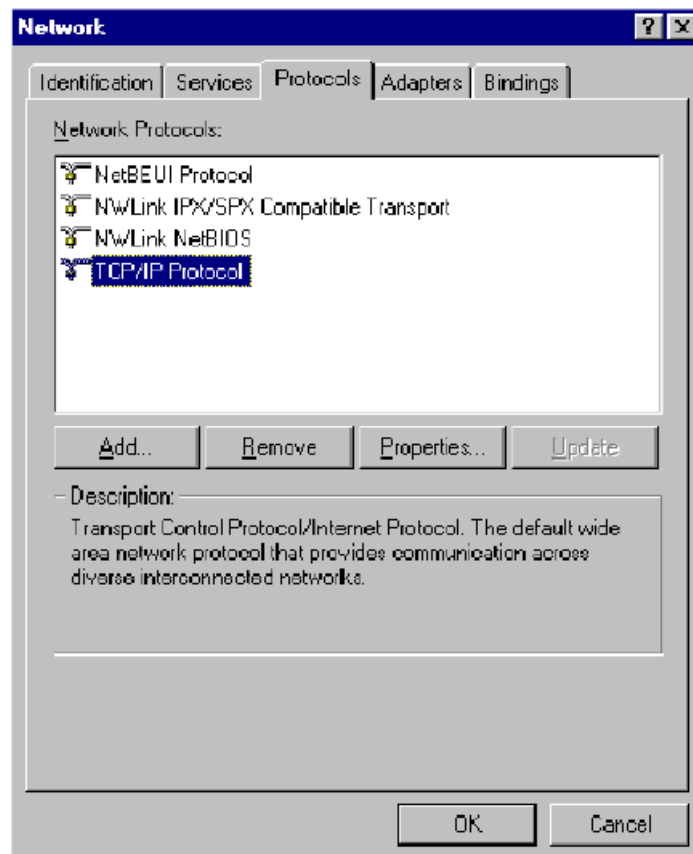 Network
Identification Services Protocols Adapters Bindings
Network Protocols:
NetBEUI Protocol
NWLink IPX/SPX Compatible Transport
NWLink NetBIOS
TCP/IP Protocol
Add... Remove Properties... Update
Description:
Transport Control Protocol/Internet Protocol. The default wide
area network protocol that provides communication across
diverse interconnected networks.
OK Cancel